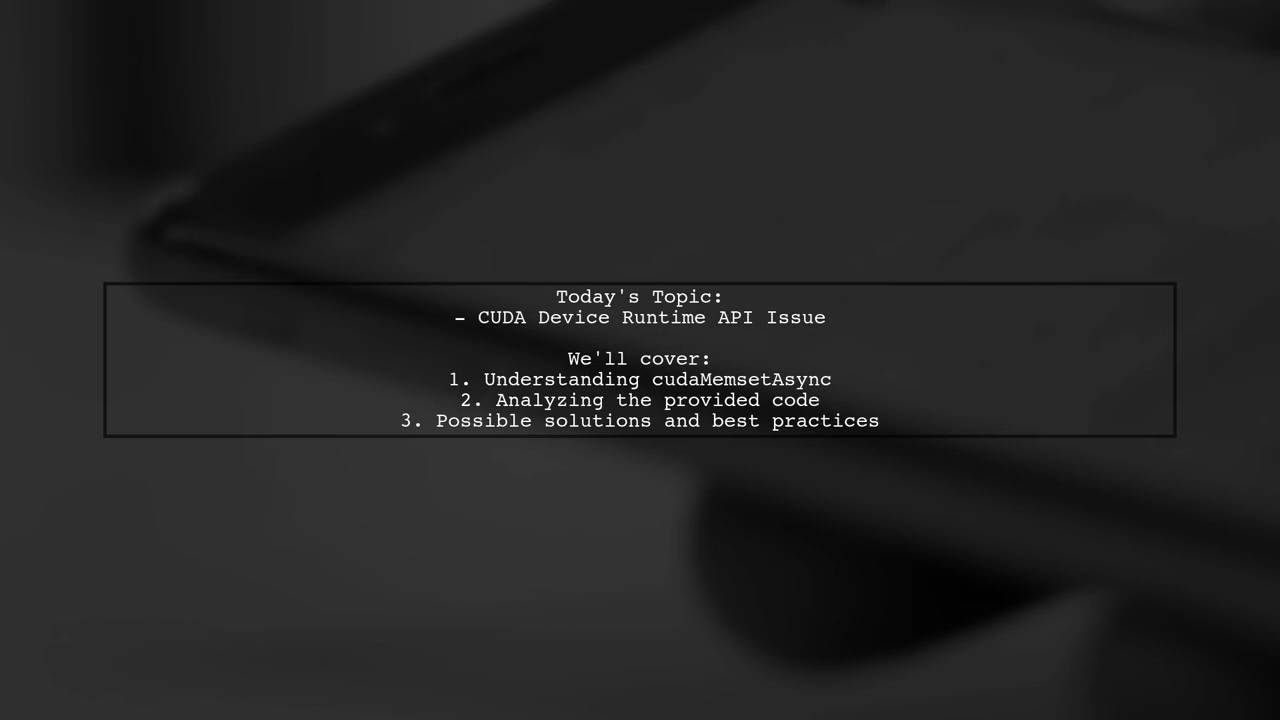 Today's Topic:
- CUDA Device Runtime API Issue
We'll cover:
1. Understanding cudaMemsetAsync
2. Analyzing the provided code
3. Possible solutions and best practices